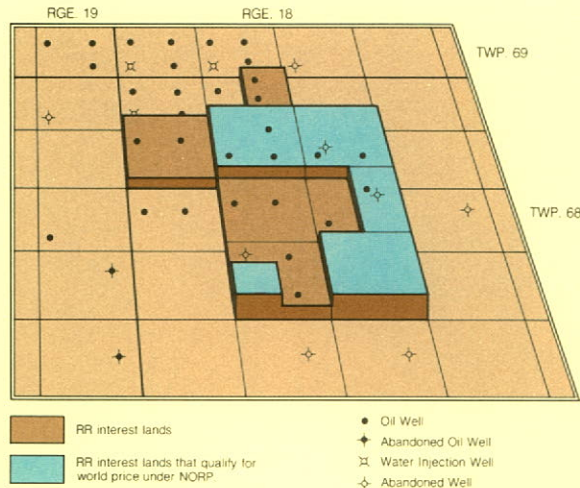 RGE. 19
RGE. 18
TWP. 69
TWP. 68
RR interest lands
RR interest lands that qualify for
world price under NORP.
Oil Well
Abandoned Oil Well
Water Injection Well
Abandoned Well